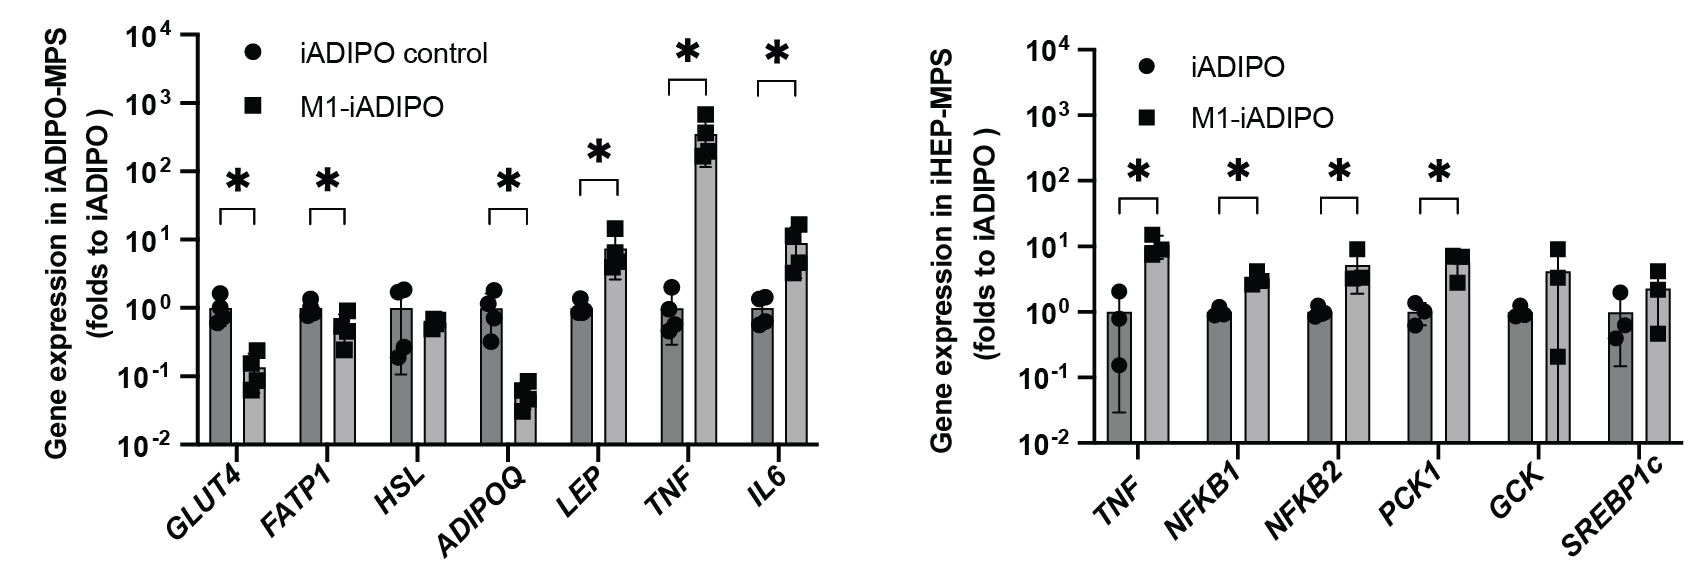 Gene expression in iADIPO-MPS
(folds to iADIPO )
10^4
10^3
10^2
10^1
10^0
10^-1
10^-2
iADIPO control
M1-iADIPO
*
*
*
*
*
*
GLUT4
FATP1
HSL
ADIPOQ
LEP
TNF
IL6
Gene expression in iHEP-MPS
(folds to iADIPO )
10^4
10^3
10^2
10^1
10^0
10^-1
10^-2
iADIPO
M1-iADIPO
*
*
*
*
TNF
NFKB1
NFKB2
PCK1
GCK
SREBP1c